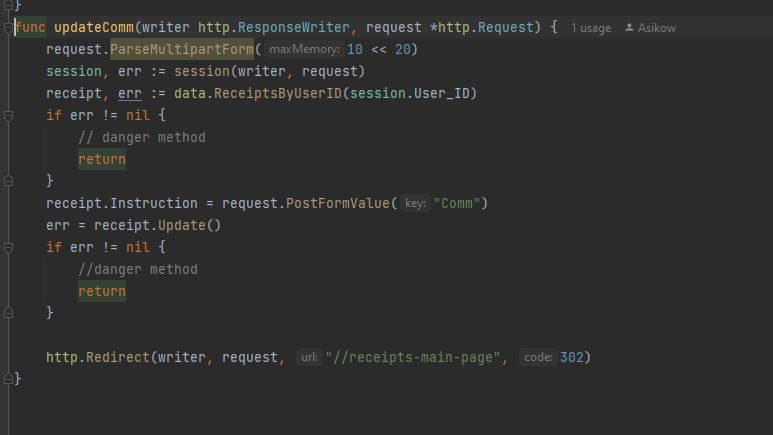 }
func updateComm(writer http.ResponseWriter, request *http.Request) { 1 usage Asikow
    request.ParseMultipartForm( maxMemory: 10 << 20)
    session, err := session(writer, request)
    receipt, err := data.ReceiptsByUserID(session.User_ID)
    if err != nil {
        // danger method
        return
    }
    receipt.Instruction = request.PostFormValue( key: "Comm")
    err = receipt.Update()
    if err != nil {
        //danger method
        return
    }
    http.Redirect(writer, request, url: "//receipts-main-page", code: 302)
}